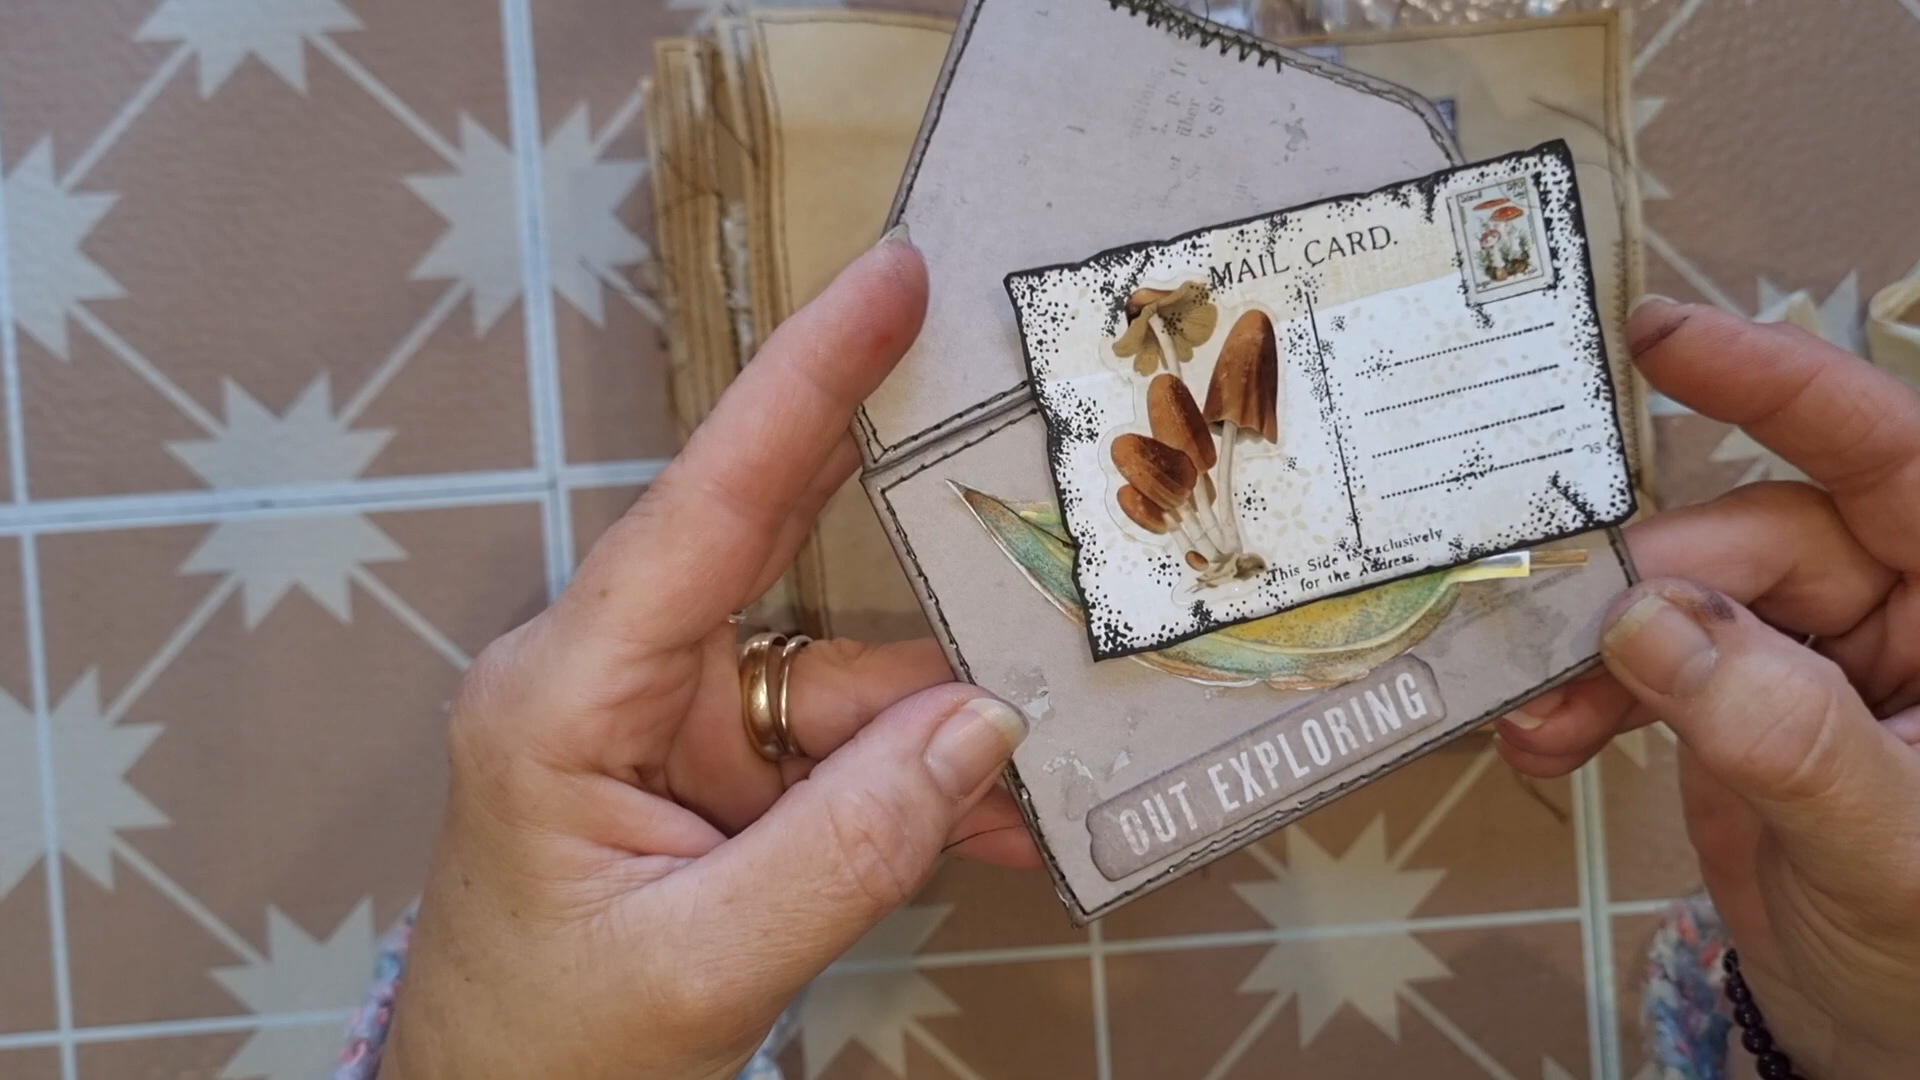 MAIL CARD.
This Side is exclusively
for the Address.
OUT EXPLORING